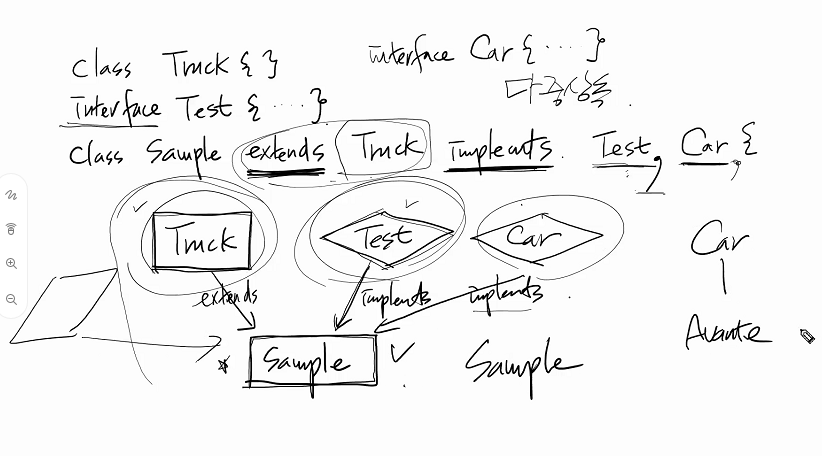 class Truck { }
interface Car { ···· }
다중상속.
Interface Test { ···· }
class Sample extends Truck implements. Test, Car {
Truck
Test
Car
Car
extends
implements
implements.
Avante
Sample
Sample